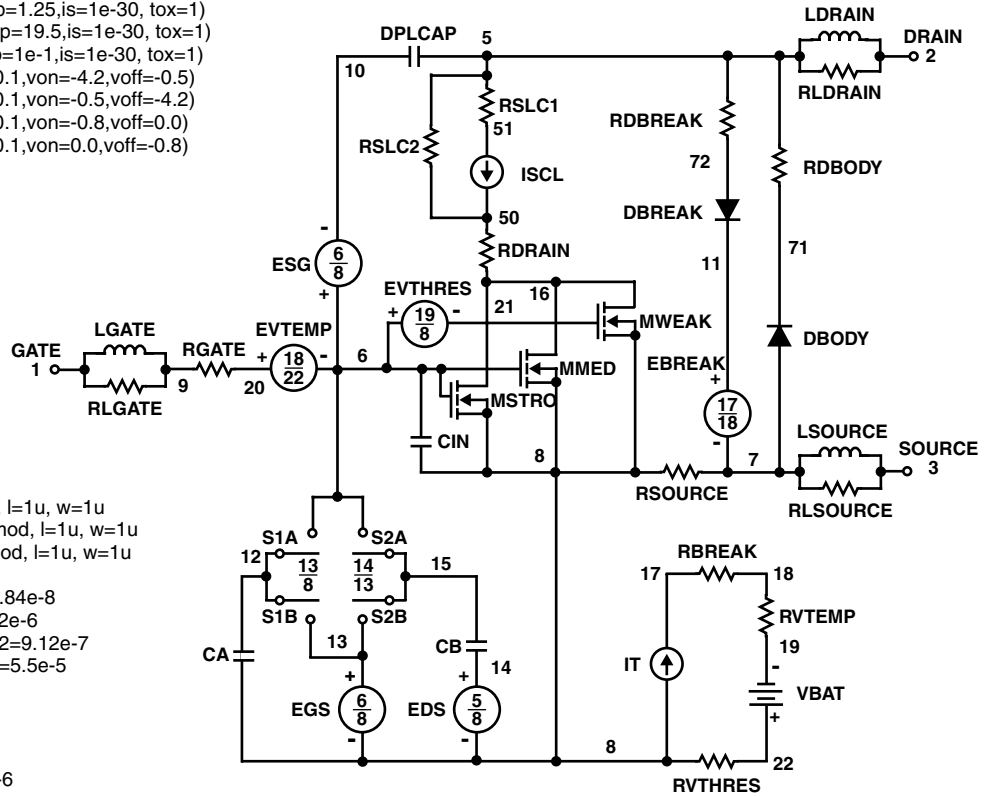 o=1.25,is=1e-30, tox=1)
p=19.5,is=1e-30, tox=1)
=1e-1,is=1e-30, tox=1)
0.1,von=-4.2,voff=-0.5)
0.1,von=-0.5,voff=-4.2)
0.1,von=-0.8,voff=0.0)
0.1,von=0.0,voff=-0.8)
LDRAIN
DRAIN
2
RLDRAIN
DPLCAP
5
10
RSLC1
51
RSLC2
ISCL
50
RDRAIN
RDBREAK
72
RDBODY
DBREAK
11
71
ESG
6
8
-
+
EVTHRES
+
19
8
-
21
16
MWEAK
LGATE
GATE
1
RLGATE
9
RGATE
20
EVTEMP
+
18
22
-
6
MMED
MSTRO
EBREAK
+
17
18
-
DBODY
CIN
8
RSOURCE
7
LSOURCE
SOURCE
3
RLSOURCE
, l=1u, w=1u
nod, l=1u, w=1u
od, l=1u, w=1u
.84e-8
2e-6
2=9.12e-7
=5.5e-5
-6
S1A
S2A
12
13
8
14
13
15
S1B
S2B
13
CA
CB
14
+
EGS
6
8
-
+
EDS
5
8
-
RBREAK
17
18
RVTEMP
19
IT
-
VBAT
+
8
22
RVTHRES